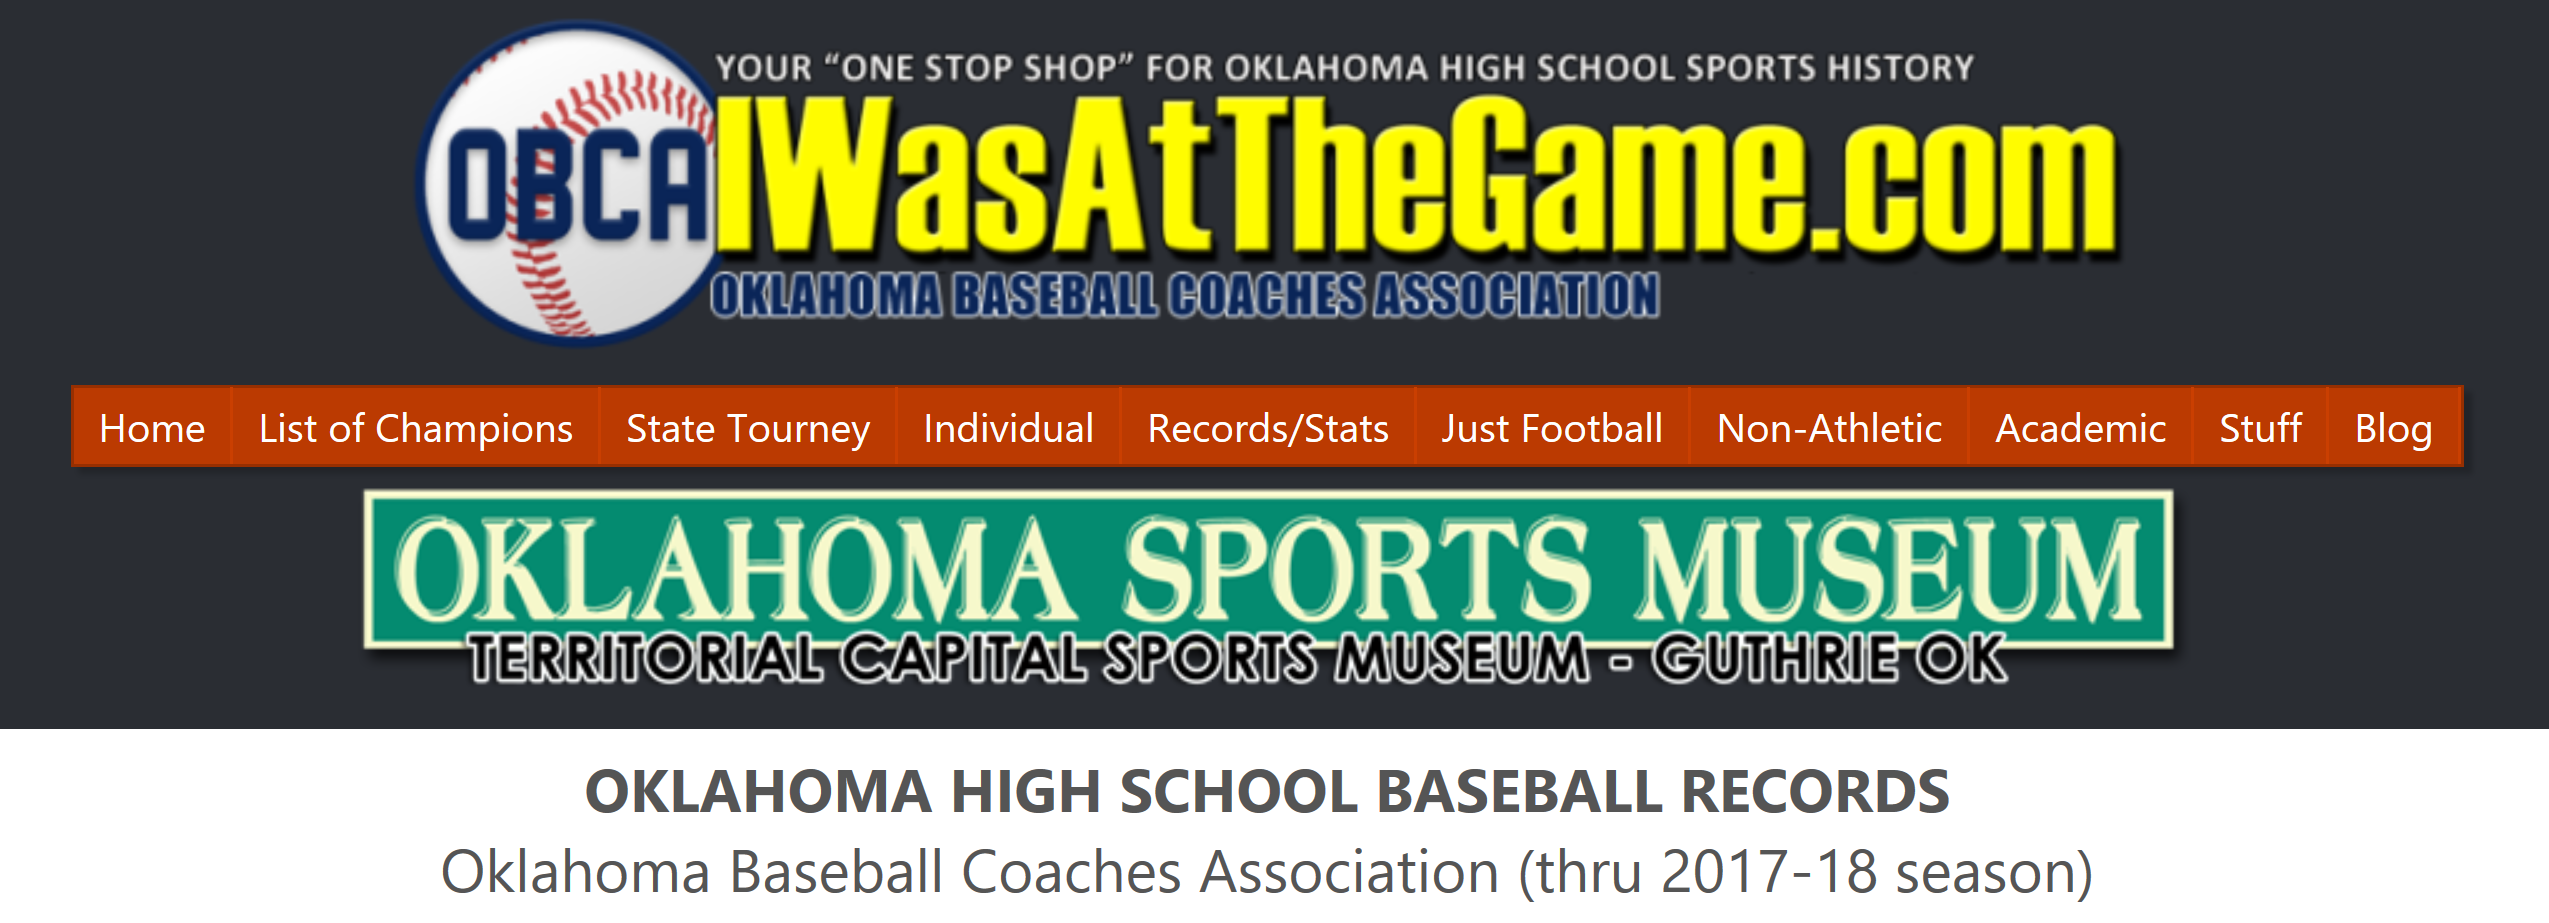 YOUR “ONE STOP SHOP” FOR OKLAHOMA HIGH SCHOOL SPORTS HISTORY
OBCA
IWasAtTheGame.com
OKLAHOMA BASEBALL COACHES ASSOCIATION
Home List of Champions State Tourney Individual Records/Stats Just Football Non-Athletic Academic Stuff Blog
OKLAHOMA SPORTS MUSEUM
TERRITORIAL CAPITAL SPORTS MUSEUM - GUTHRIE OK
OKLAHOMA HIGH SCHOOL BASEBALL RECORDS
Oklahoma Baseball Coaches Association (thru 2017-18 season)